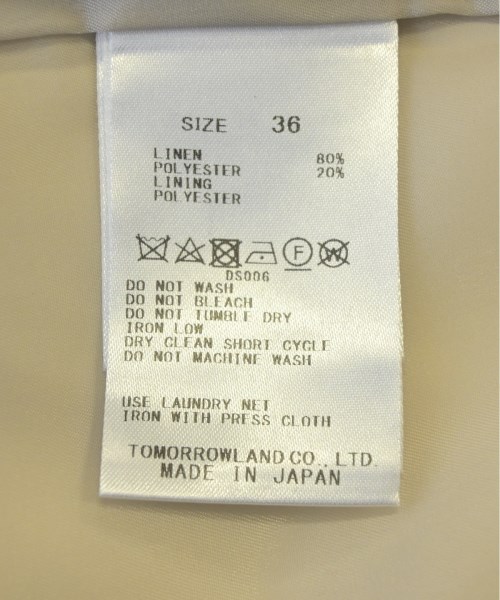 SIZE 36
LINEN 80%
POLYESTER 20%
LINING
POLYESTER
F W
DS006
DO NOT WASH
DO NOT BLEACH
DO NOT TUMBLE DRY
IRON LOW
DRY CLEAN SHORT CYCLE
DO NOT MACHINE WASH
USE LAUNDRY NET
IRON WITH PRESS CLOTH
TOMORROWLAND CO., LTD.
MADE IN JAPAN